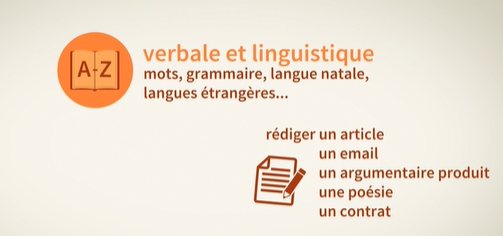 A-Z
verbale et linguistique
mots, grammaire, langue natale,
langues étrangères...
rédiger un article
un email
un argumentaire produit
une poésie
un contrat